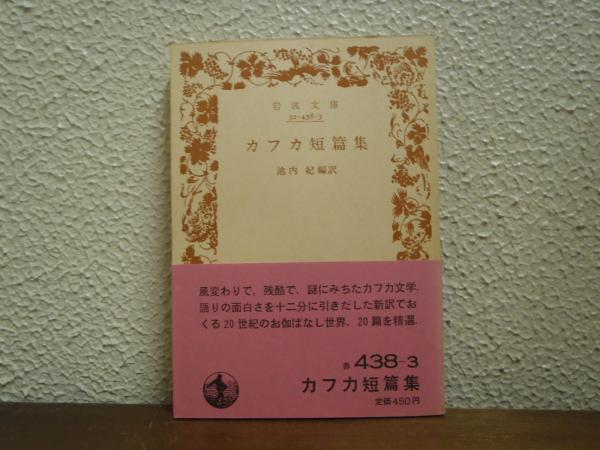 岩波文庫
32-438-3
カフカ短篇集
池内 紀編訳
風変わりで、残酷で、謎にみちたカフカ文学.
語りの面白さを十二分に引きだした新訳でお
くる20世紀のお伽ばなし世界. 20篇を精選.
赤 438-3
カフカ短篇集
定価450円